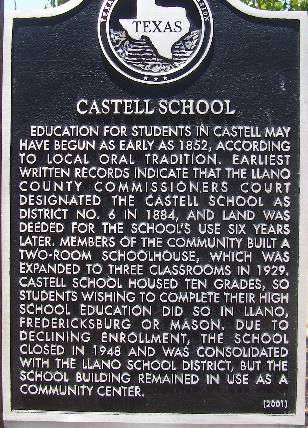 TEXAS
CASTELL SCHOOL
EDUCATION FOR STUDENTS IN CASTELL MAY
HAVE BEGUN AS EARLY AS 1852, ACCORDING
TO LOCAL ORAL TRADITION. EARLIEST
WRITTEN RECORDS INDICATE THAT THE LLANO
COUNTY COMMISSIONERS COURT
DESIGNATED THE CASTELL SCHOOL AS
DISTRICT NO. 6 IN 1884, AND LAND WAS
DEEDED FOR THE SCHOOL'S USE SIX YEARS
LATER. MEMBERS OF THE COMMUNITY BUILT A
TWO-ROOM SCHOOLHOUSE, WHICH WAS
EXPANDED TO THREE CLASSROOMS IN 1929.
CASTELL SCHOOL HOUSED TEN GRADES, SO
STUDENTS WISHING TO COMPLETE THEIR HIGH
SCHOOL EDUCATION DID SO IN LLANO,
FREDERICKSBURG OR MASON. DUE TO
DECLINING ENROLLMENT, THE SCHOOL
CLOSED IN 1948 AND WAS CONSOLIDATED
WITH THE LLANO SCHOOL DISTRICT, BUT THE
SCHOOL BUILDING REMAINED IN USE AS A
COMMUNITY CENTER.
(2001)